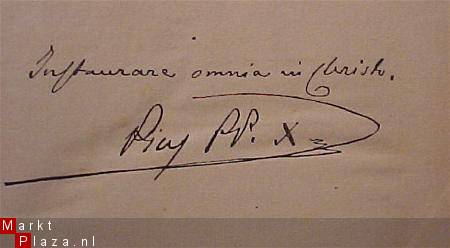 Instaurare omnia in Christo.
Pius PP. X
Markt
Plaza.nl